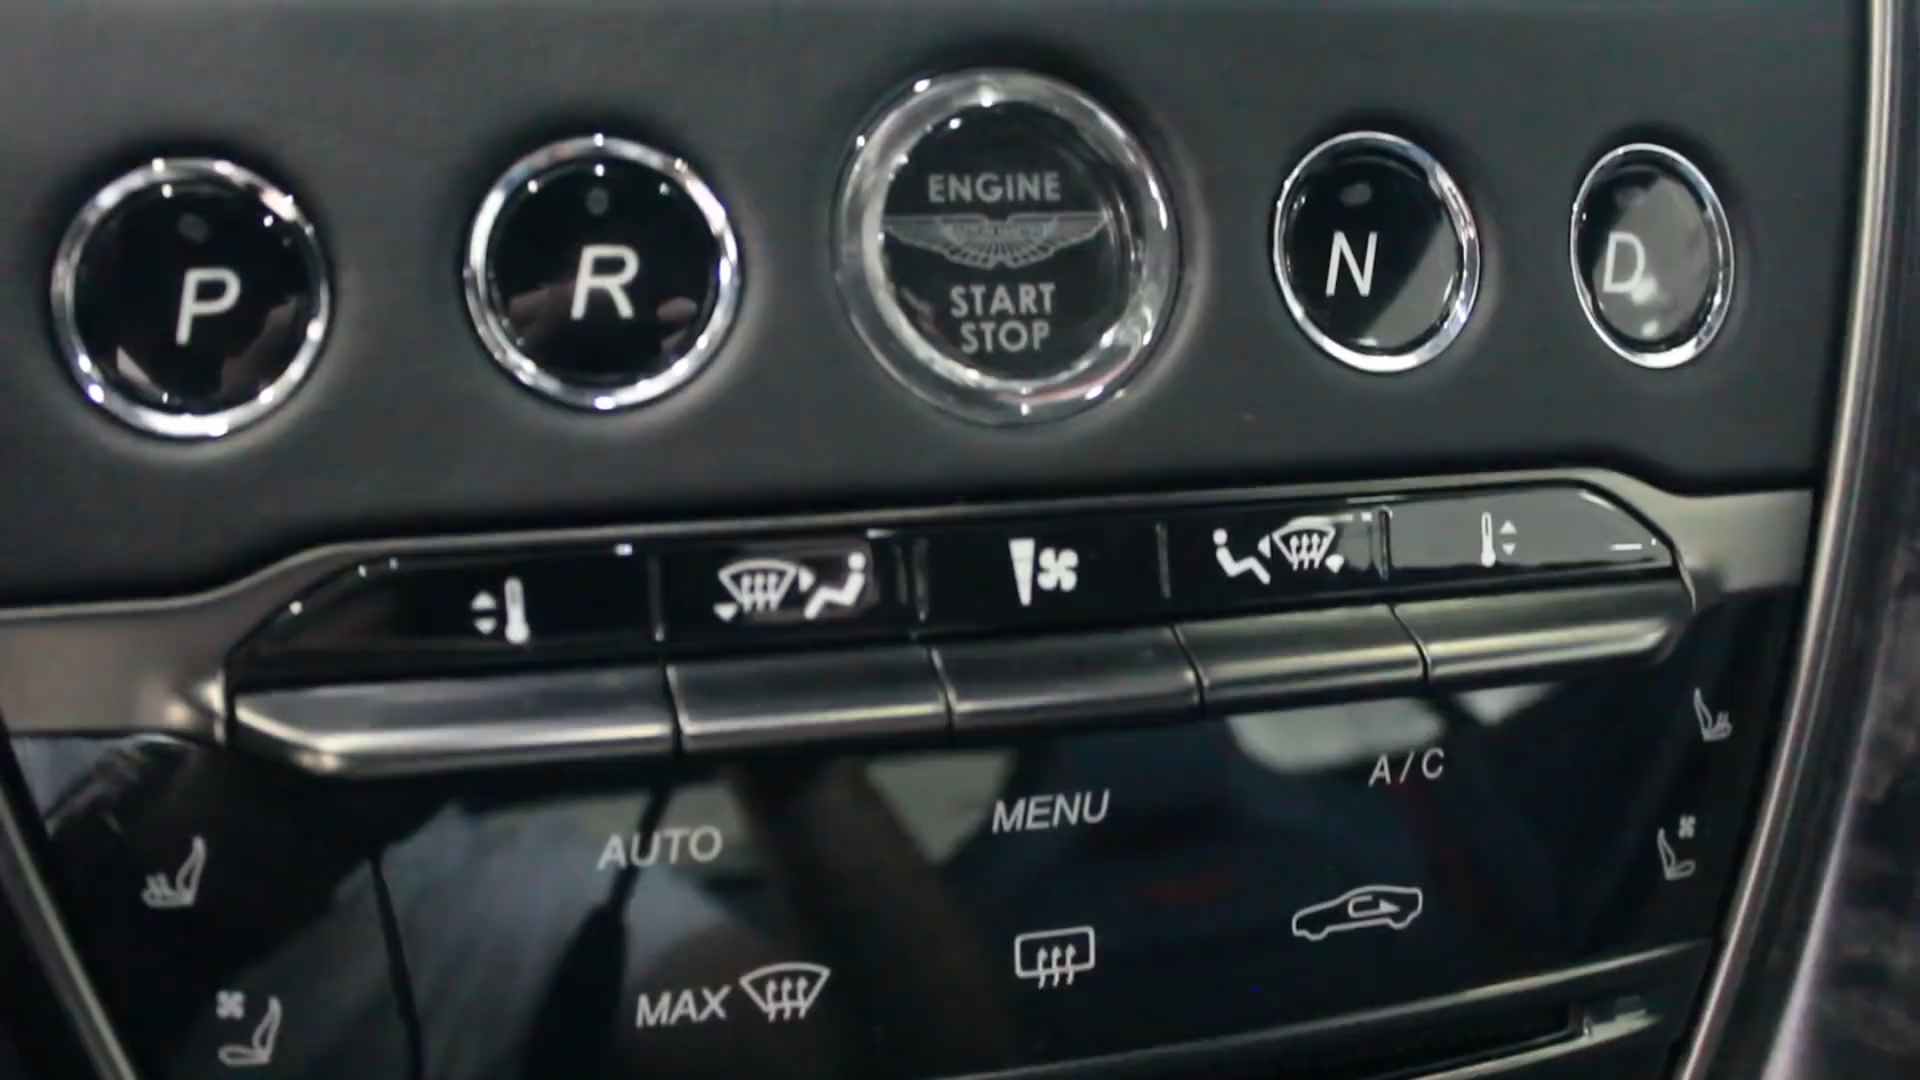 P
R
ENGINE
START
STOP
N
D
A/C
MENU
AUTO
MAX